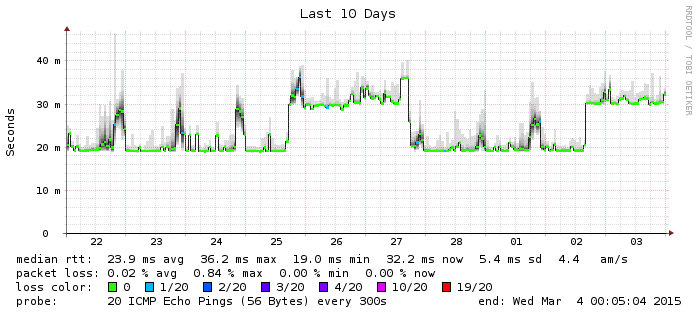 Last 10 Days
RRDTOOL / TOBI OETIKER
Seconds
40 m
30 m
20 m
10 m
0
22 23 24 25 26 27 28 01 02 03
median rtt: 23.9 ms avg 36.2 ms max 19.0 ms min 32.2 ms now 5.4 ms sd 4.4 am/s
packet loss: 0.02 % avg 0.84 % max 0.00 % min 0.00 % now
loss color: 0 1/20 2/20 3/20 4/20 10/20 19/20
probe: 20 ICMP Echo Pings (56 Bytes) every 300s end: Wed Mar 4 00:05:04 2015